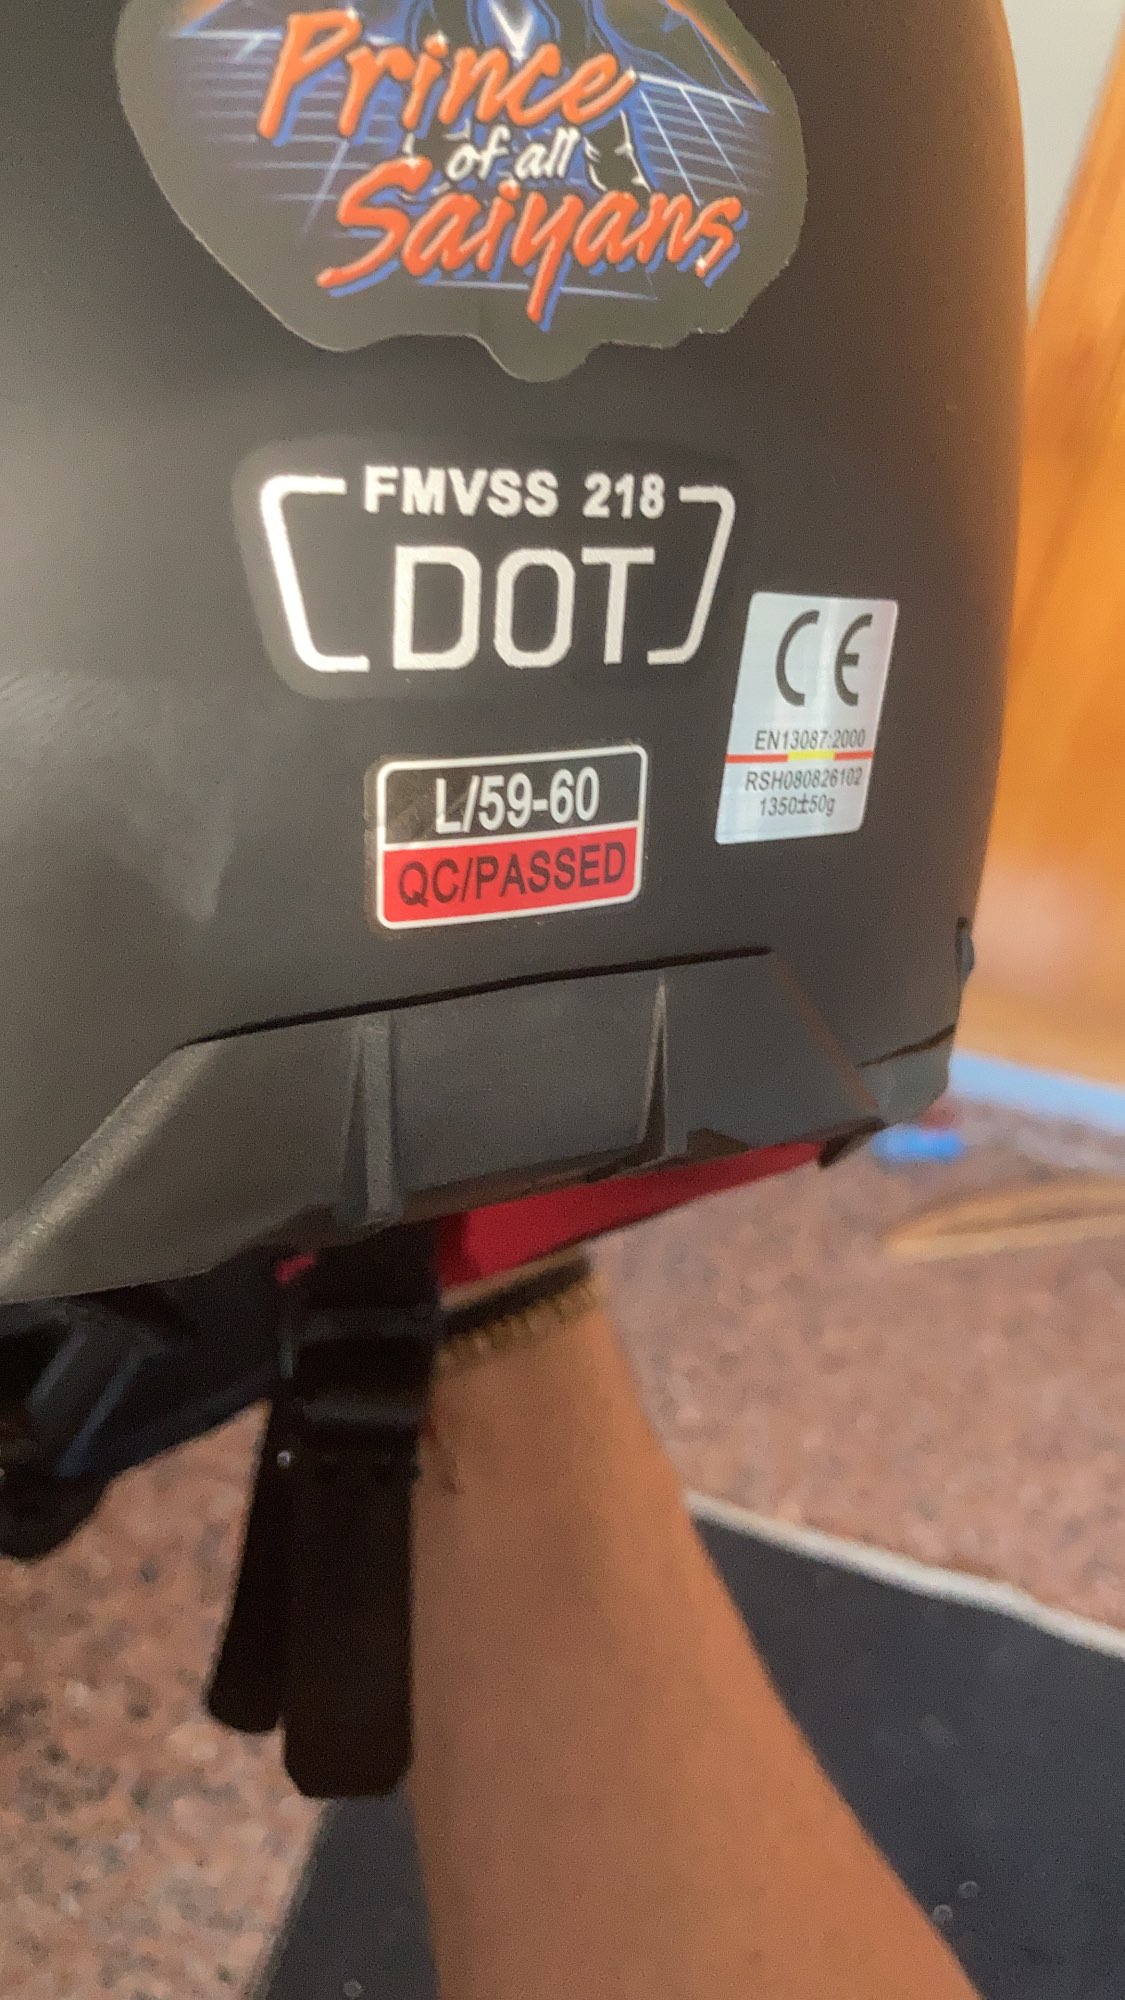 Prince
of all
Saiyans
FMVSS 218
DOT
CE
EN13087:2000
RSH080826102
1350±50g
L/59-60
QC/PASSED